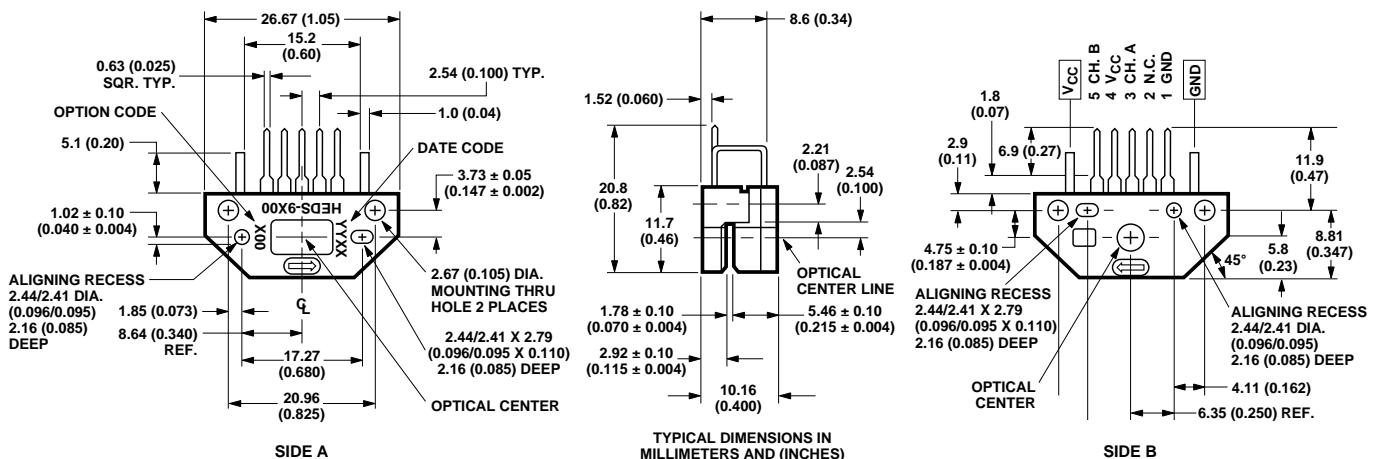 26.67 (1.05)
15.2
(0.60)
0.63 (0.025)
SQR. TYP.
2.54 (0.100) TYP.
OPTION CODE
1.0 (0.04)
5.1 (0.20)
DATE CODE
3.73 ± 0.05
(0.147 ± 0.002)
HEDS-9X00
X00
YYXX
1.02 ± 0.10
(0.040 ± 0.004)
ALIGNING RECESS
2.44/2.41 DIA.
(0.096/0.095)
2.16 (0.085)
DEEP
2.67 (0.105) DIA.
MOUNTING THRU
HOLE 2 PLACES
1.85 (0.073)
8.64 (0.340)
REF.
2.44/2.41 X 2.79
(0.096/0.095 X 0.110)
2.16 (0.085) DEEP
17.27
(0.680)
20.96
(0.825)
OPTICAL CENTER
SIDE A
8.6 (0.34)
1.52 (0.060)
20.8
(0.82)
11.7
(0.46)
2.21
(0.087)
2.54
(0.100)
OPTICAL
CENTER LINE
1.78 ± 0.10
(0.070 ± 0.004)
5.46 ± 0.10
(0.215 ± 0.004)
2.92 ± 0.10
(0.115 ± 0.004)
10.16
(0.400)
TYPICAL DIMENSIONS IN
MILLIMETERS AND (INCHES)
VCC
5 CH. B
4 VCC
3 CH. A
2 N.C.
1 GND
GND
1.8
(0.07)
2.9
(0.11)
6.9 (0.27)
11.9
(0.47)
4.75 ± 0.10
(0.187 ± 0.004)
5.8
(0.23)
8.81
(0.347)
45°
ALIGNING RECESS
2.44/2.41 X 2.79
(0.096/0.095 X 0.110)
2.16 (0.085) DEEP
ALIGNING RECESS
2.44/2.41 DIA.
(0.096/0.095)
2.16 (0.085) DEEP
OPTICAL
CENTER
4.11 (0.162)
6.35 (0.250) REF.
SIDE B